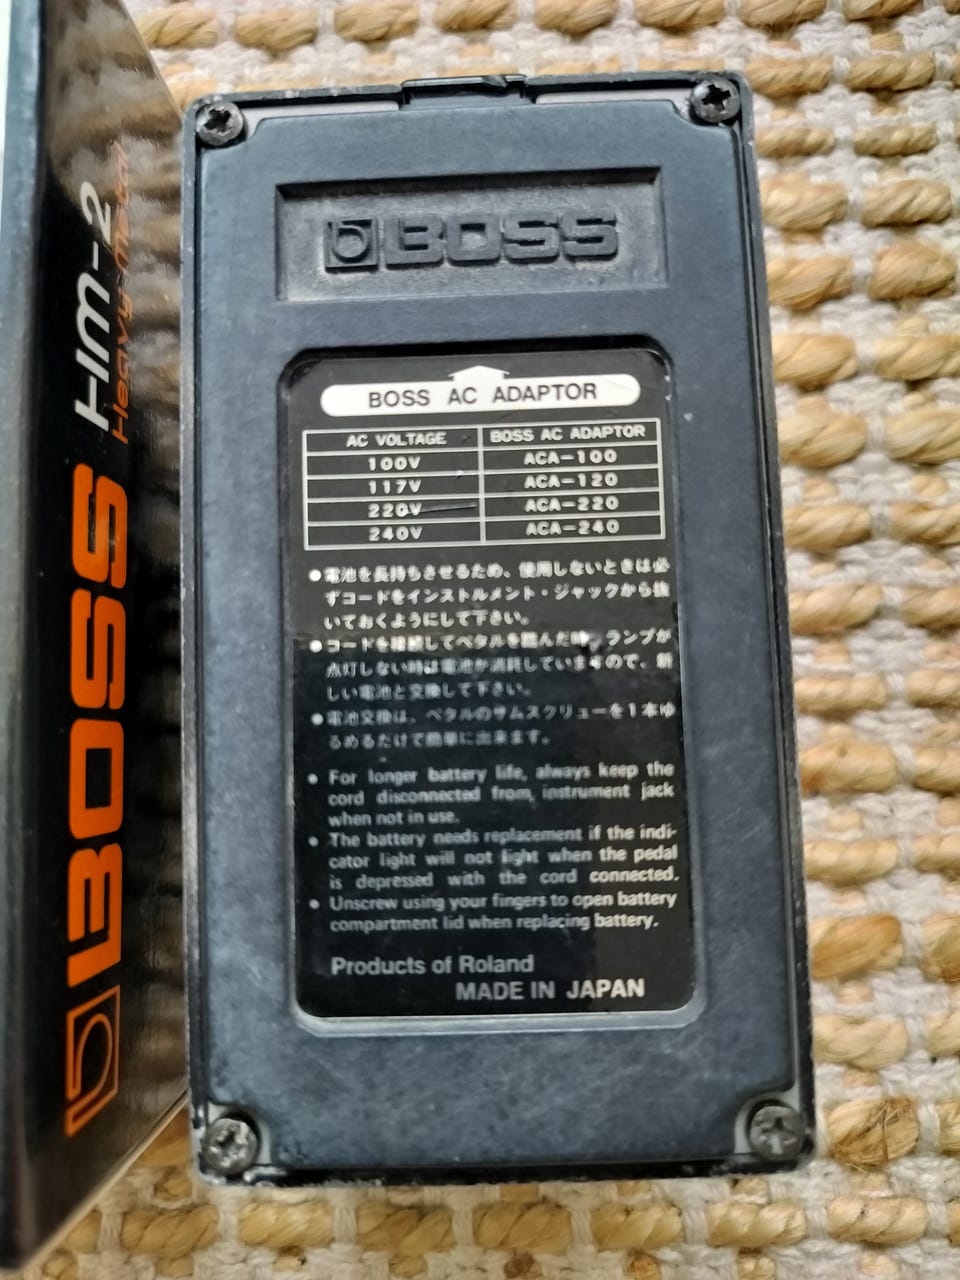 BOSS HM-2
Heavy Metal
BOSS
BOSS AC ADAPTOR
AC VOLTAGE BOSS AC ADAPTOR
100V ACA-100
117V ACA-120
220V ACA-220
240V ACA-240
●電池を長持ちさせるため、使用しないときは必
ずコードをインストルメント・ジャックから抜
いておくようにして下さい。
●コードを接続してペダルを踏んだ時、ランプが
点灯しない時は電池が消耗していますので、新
しい電池と交換して下さい。
●電池交換は、ペダルのサムスクリューを1本ゆ
るめるだけで簡単に出来ます。
● For longer battery life, always keep the
cord disconnected from, instrument jack
when not in use.
● The battery needs replacement if the indi-
cator light will not light when the pedal
is depressed with the cord connected.
● Unscrew using your fingers to open battery
compartment lid when replacing battery.
Products of Roland
MADE IN JAPAN